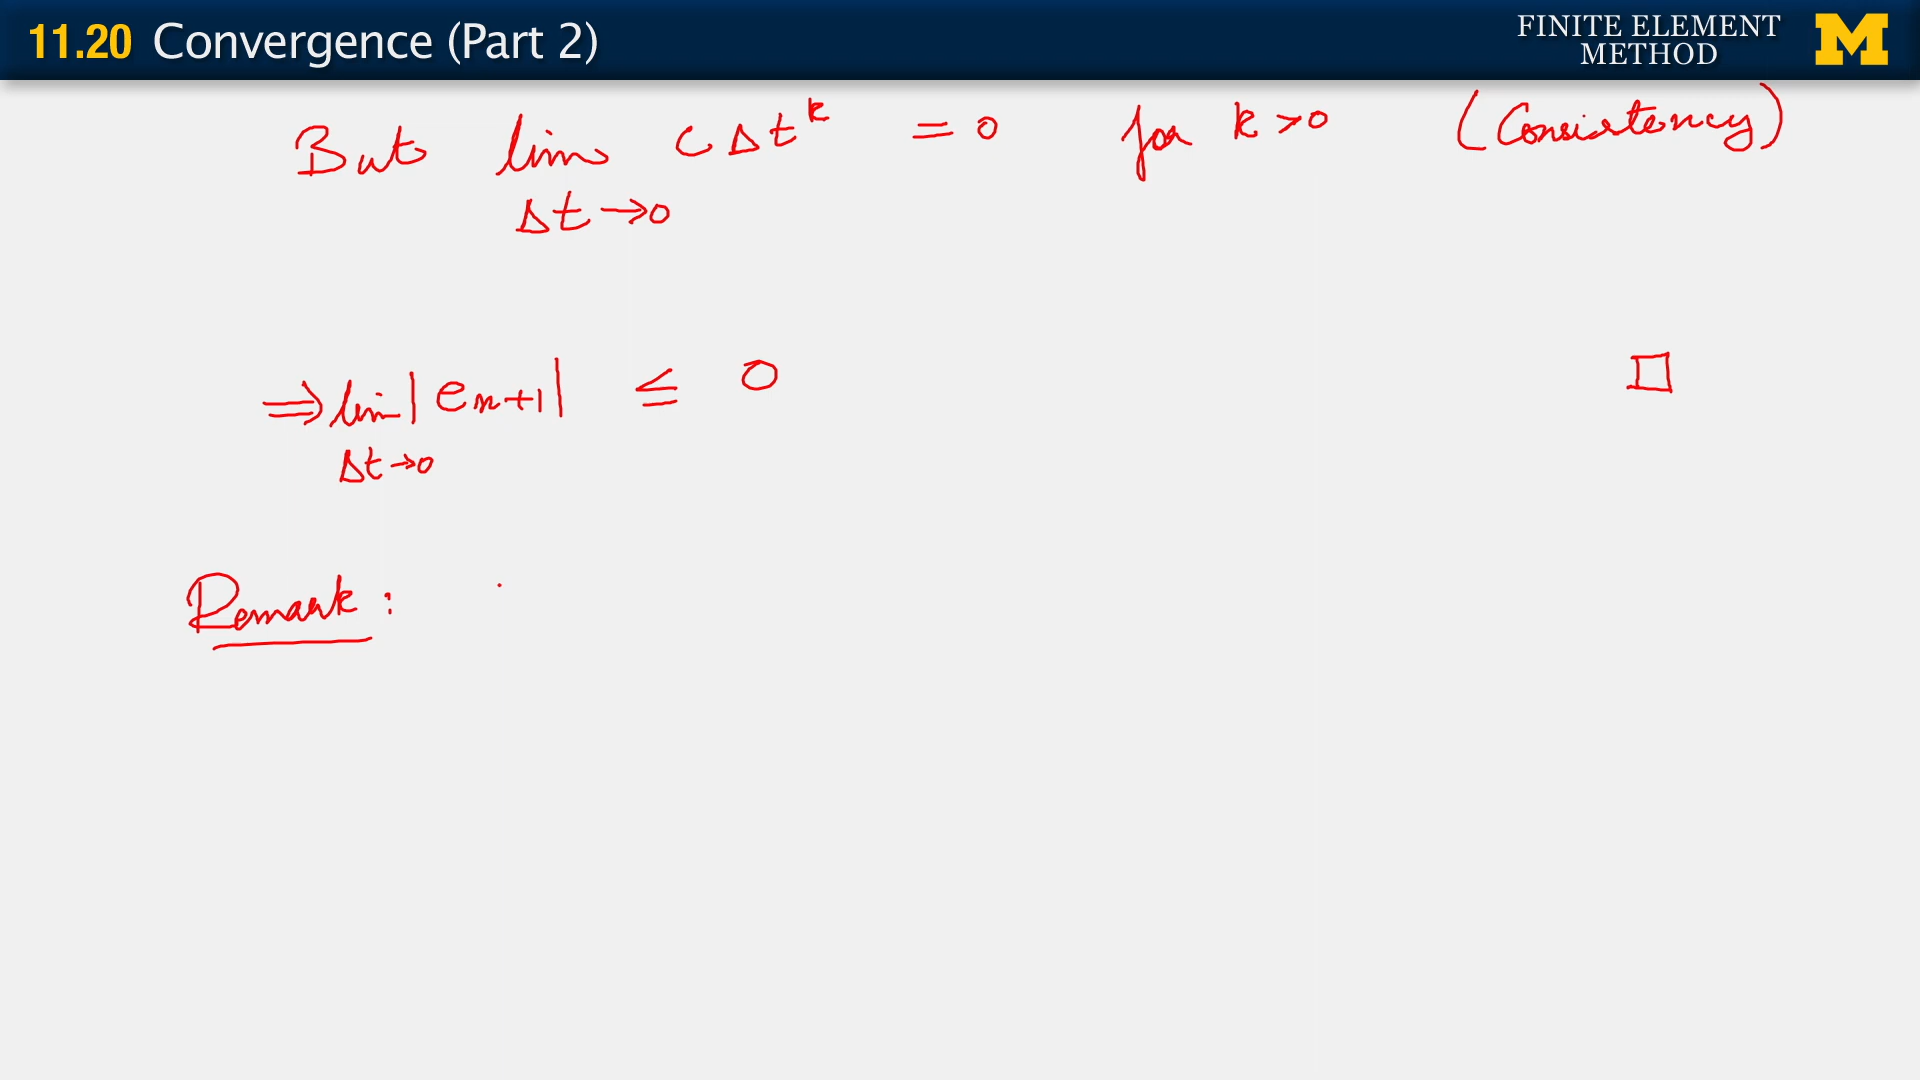 11.20 Convergence (Part 2)
FINITE ELEMENT
METHOD
M
But lim C Δt^k = 0 for k > 0 (Consistency)
Δt → 0
⇒ lim |e_{n+1}| ≤ 0 □
Δt → 0
Remark :